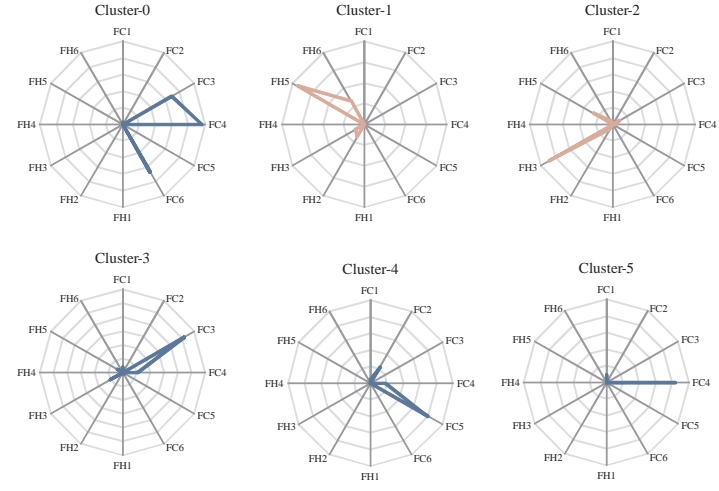 Cluster-0
FC1
FH6 FC2
FH5 FC3
FH4 FC4
FH3 FC5
FH2 FC6
FH1
Cluster-1
FC1
FH6 FC2
FH5 FC3
FH4 FC4
FH3 FC5
FH2 FC6
FH1
Cluster-2
FC1
FH6 FC2
FH5 FC3
FH4 FC4
FH3 FC5
FH2 FC6
FH1
Cluster-3
FC1
FH6 FC2
FH5 FC3
FH4 FC4
FH3 FC5
FH2 FC6
FH1
Cluster-4
FC1
FH6 FC2
FH5 FC3
FH4 FC4
FH3 FC5
FH2 FC6
FH1
Cluster-5
FC1
FH6 FC2
FH5 FC3
FH4 FC4
FH3 FC5
FH2 FC6
FH1